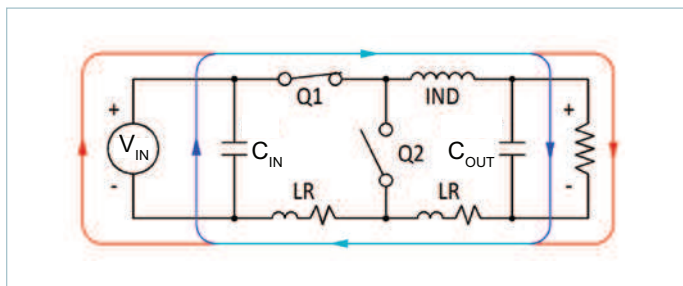 Q1
IND
+
+
V_IN
C_IN
Q2
C_OUT
-
-
LR
LR